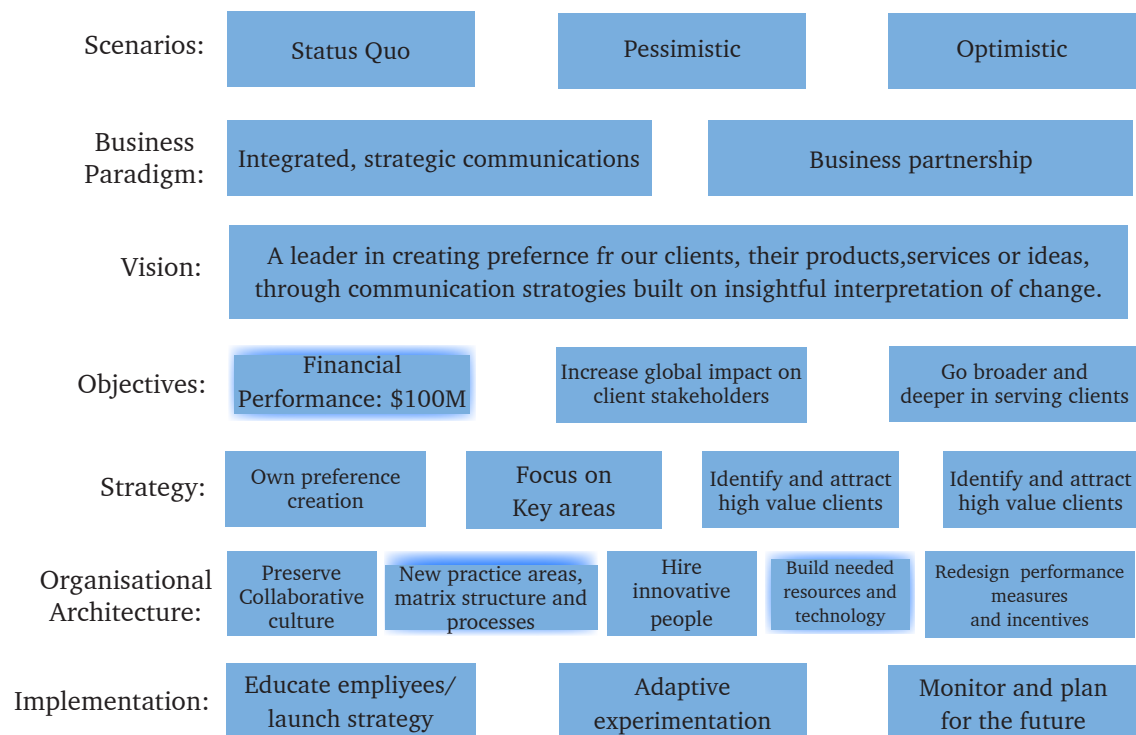 Scenarios:
Status Quo
Pessimistic
Optimistic
Business
Paradigm:
Integrated, strategic communications
Business partnership
Vision:
A leader in creating prefernce fr our clients, their products,services or ideas,
through communication stratogies built on insightful interpretation of change.
Objectives:
Financial
Performance: $100M
Increase global impact on
client stakeholders
Go broader and
deeper in serving clients
Strategy:
Own preference
creation
Focus on
Key areas
Identify and attract
high value clients
Identify and attract
high value clients
Organisational
Architecture:
Preserve
Collaborative
culture
New practice areas,
matrix structure and
processes
Hire
innovative
people
Build needed
resources and
technology
Redesign performance
measures
and incentives
Implementation:
Educate empliyees/
launch strategy
Adaptive
experimentation
Monitor and plan
for the future